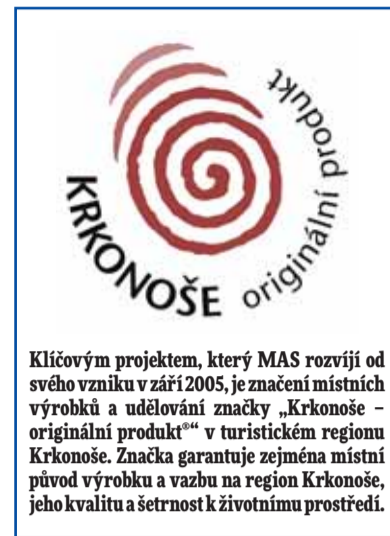 KRKONOŠE originální produkt
Klíčovým projektem, který MAS rozvíjí od
svého vzniku v září 2005, je značení místních
výrobků a udělování značky „Krkonoše –
originální produkt®“ v turistickém regionu
Krkonoše. Značka garantuje zejména místní
původ výrobku a vazbu na region Krkonoše,
jeho kvalitu a šetrnost k životnímu prostředí.